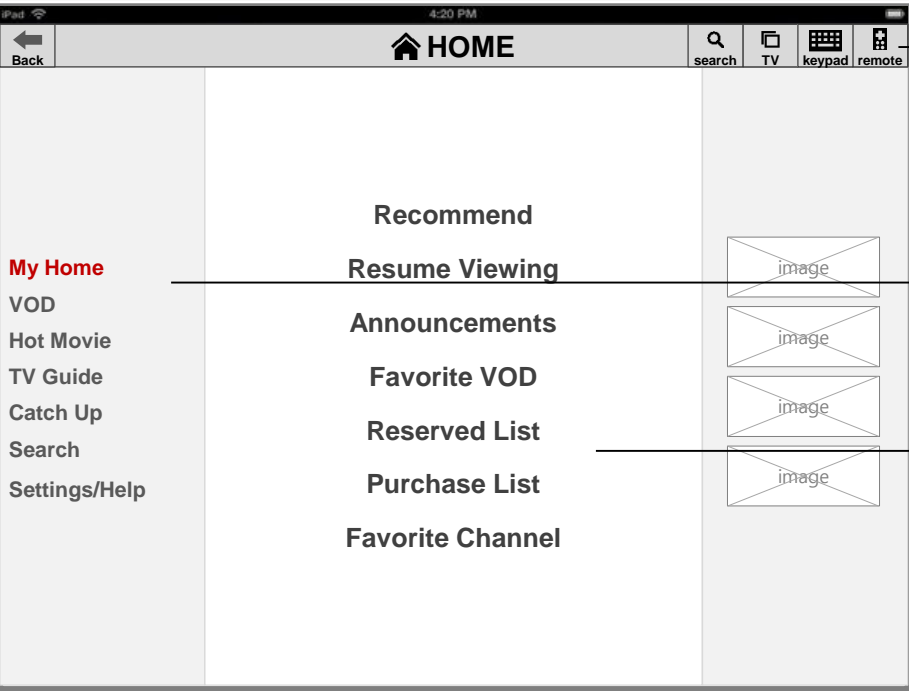 iPad 4:20 PM
Back
HOME
search TV keypad remote
My Home
VOD
Hot Movie
TV Guide
Catch Up
Search
Settings/Help
Recommend
Resume Viewing
Announcements
Favorite VOD
Reserved List
Purchase List
Favorite Channel
image
image
image
image